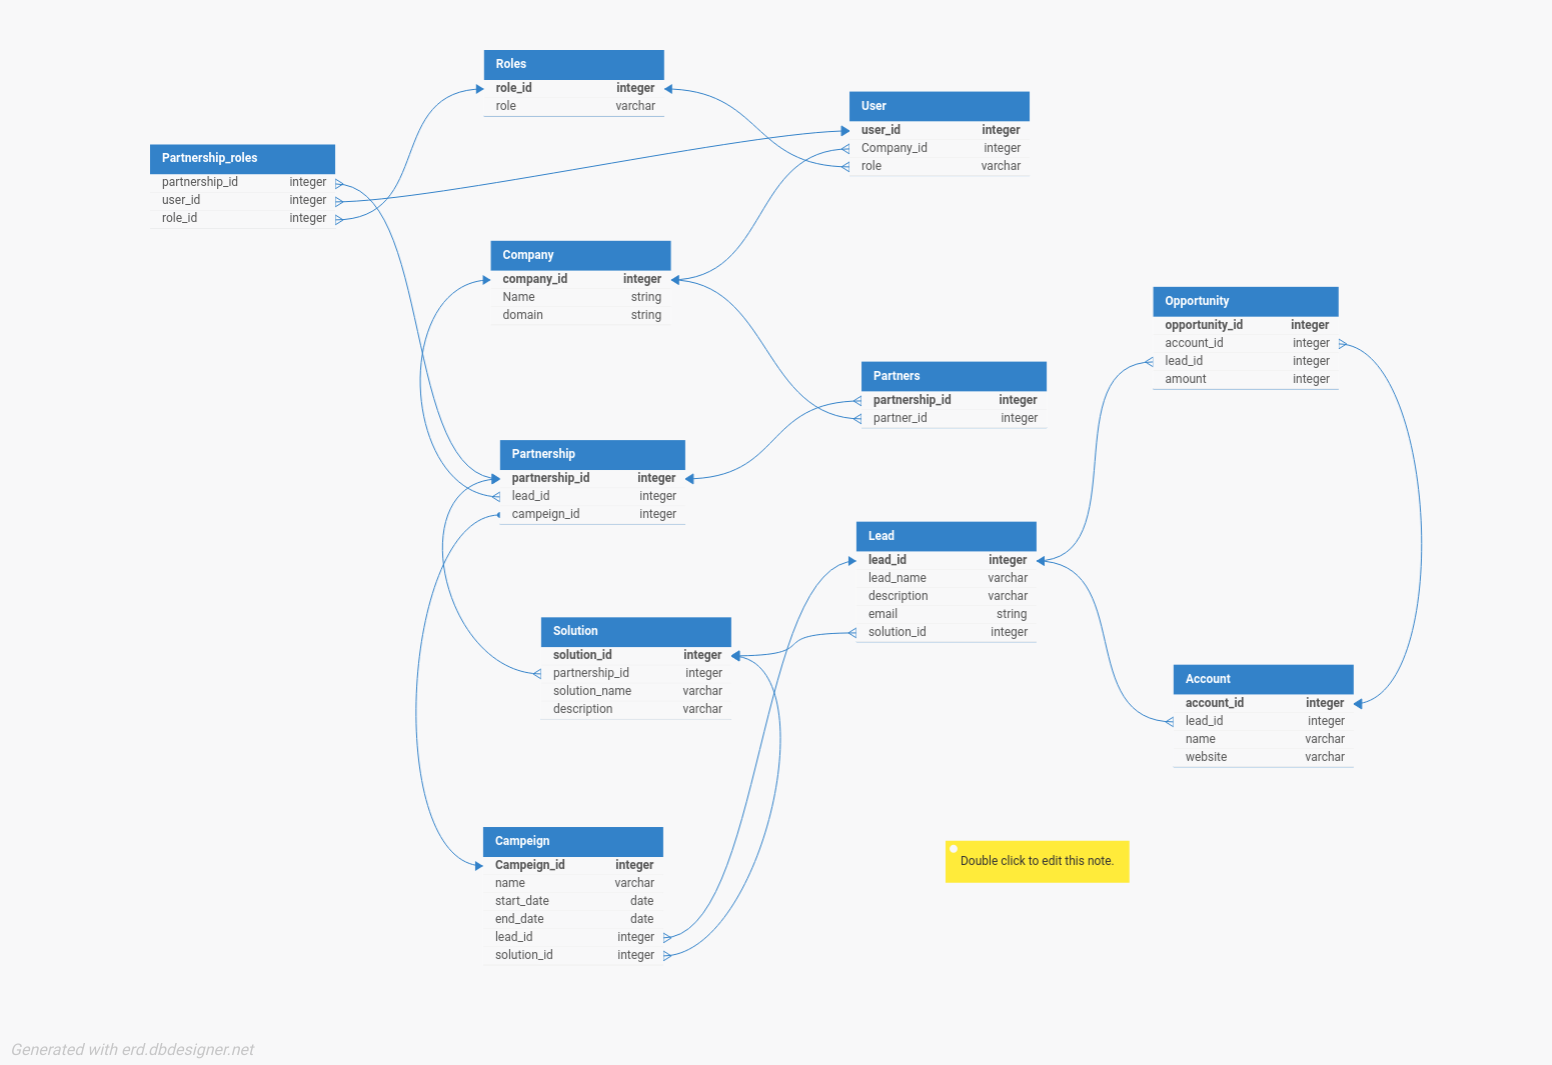 Roles
role_id integer
role varchar
User
user_id integer
Company_id integer
role varchar
Partnership_roles
partnership_id integer
user_id integer
role_id integer
Company
company_id integer
Name string
domain string
Opportunity
opportunity_id integer
account_id integer
lead_id integer
amount integer
Partners
partnership_id integer
partner_id integer
Partnership
partnership_id integer
lead_id integer
campeign_id integer
Lead
lead_id integer
lead_name varchar
description varchar
email string
solution_id integer
Solution
solution_id integer
partnership_id integer
solution_name varchar
description varchar
Account
account_id integer
lead_id integer
name varchar
website varchar
Campeign
Campeign_id integer
name varchar
start_date date
end_date date
lead_id integer
solution_id integer
Double click to edit this note.
Generated with erd.dbdesigner.net